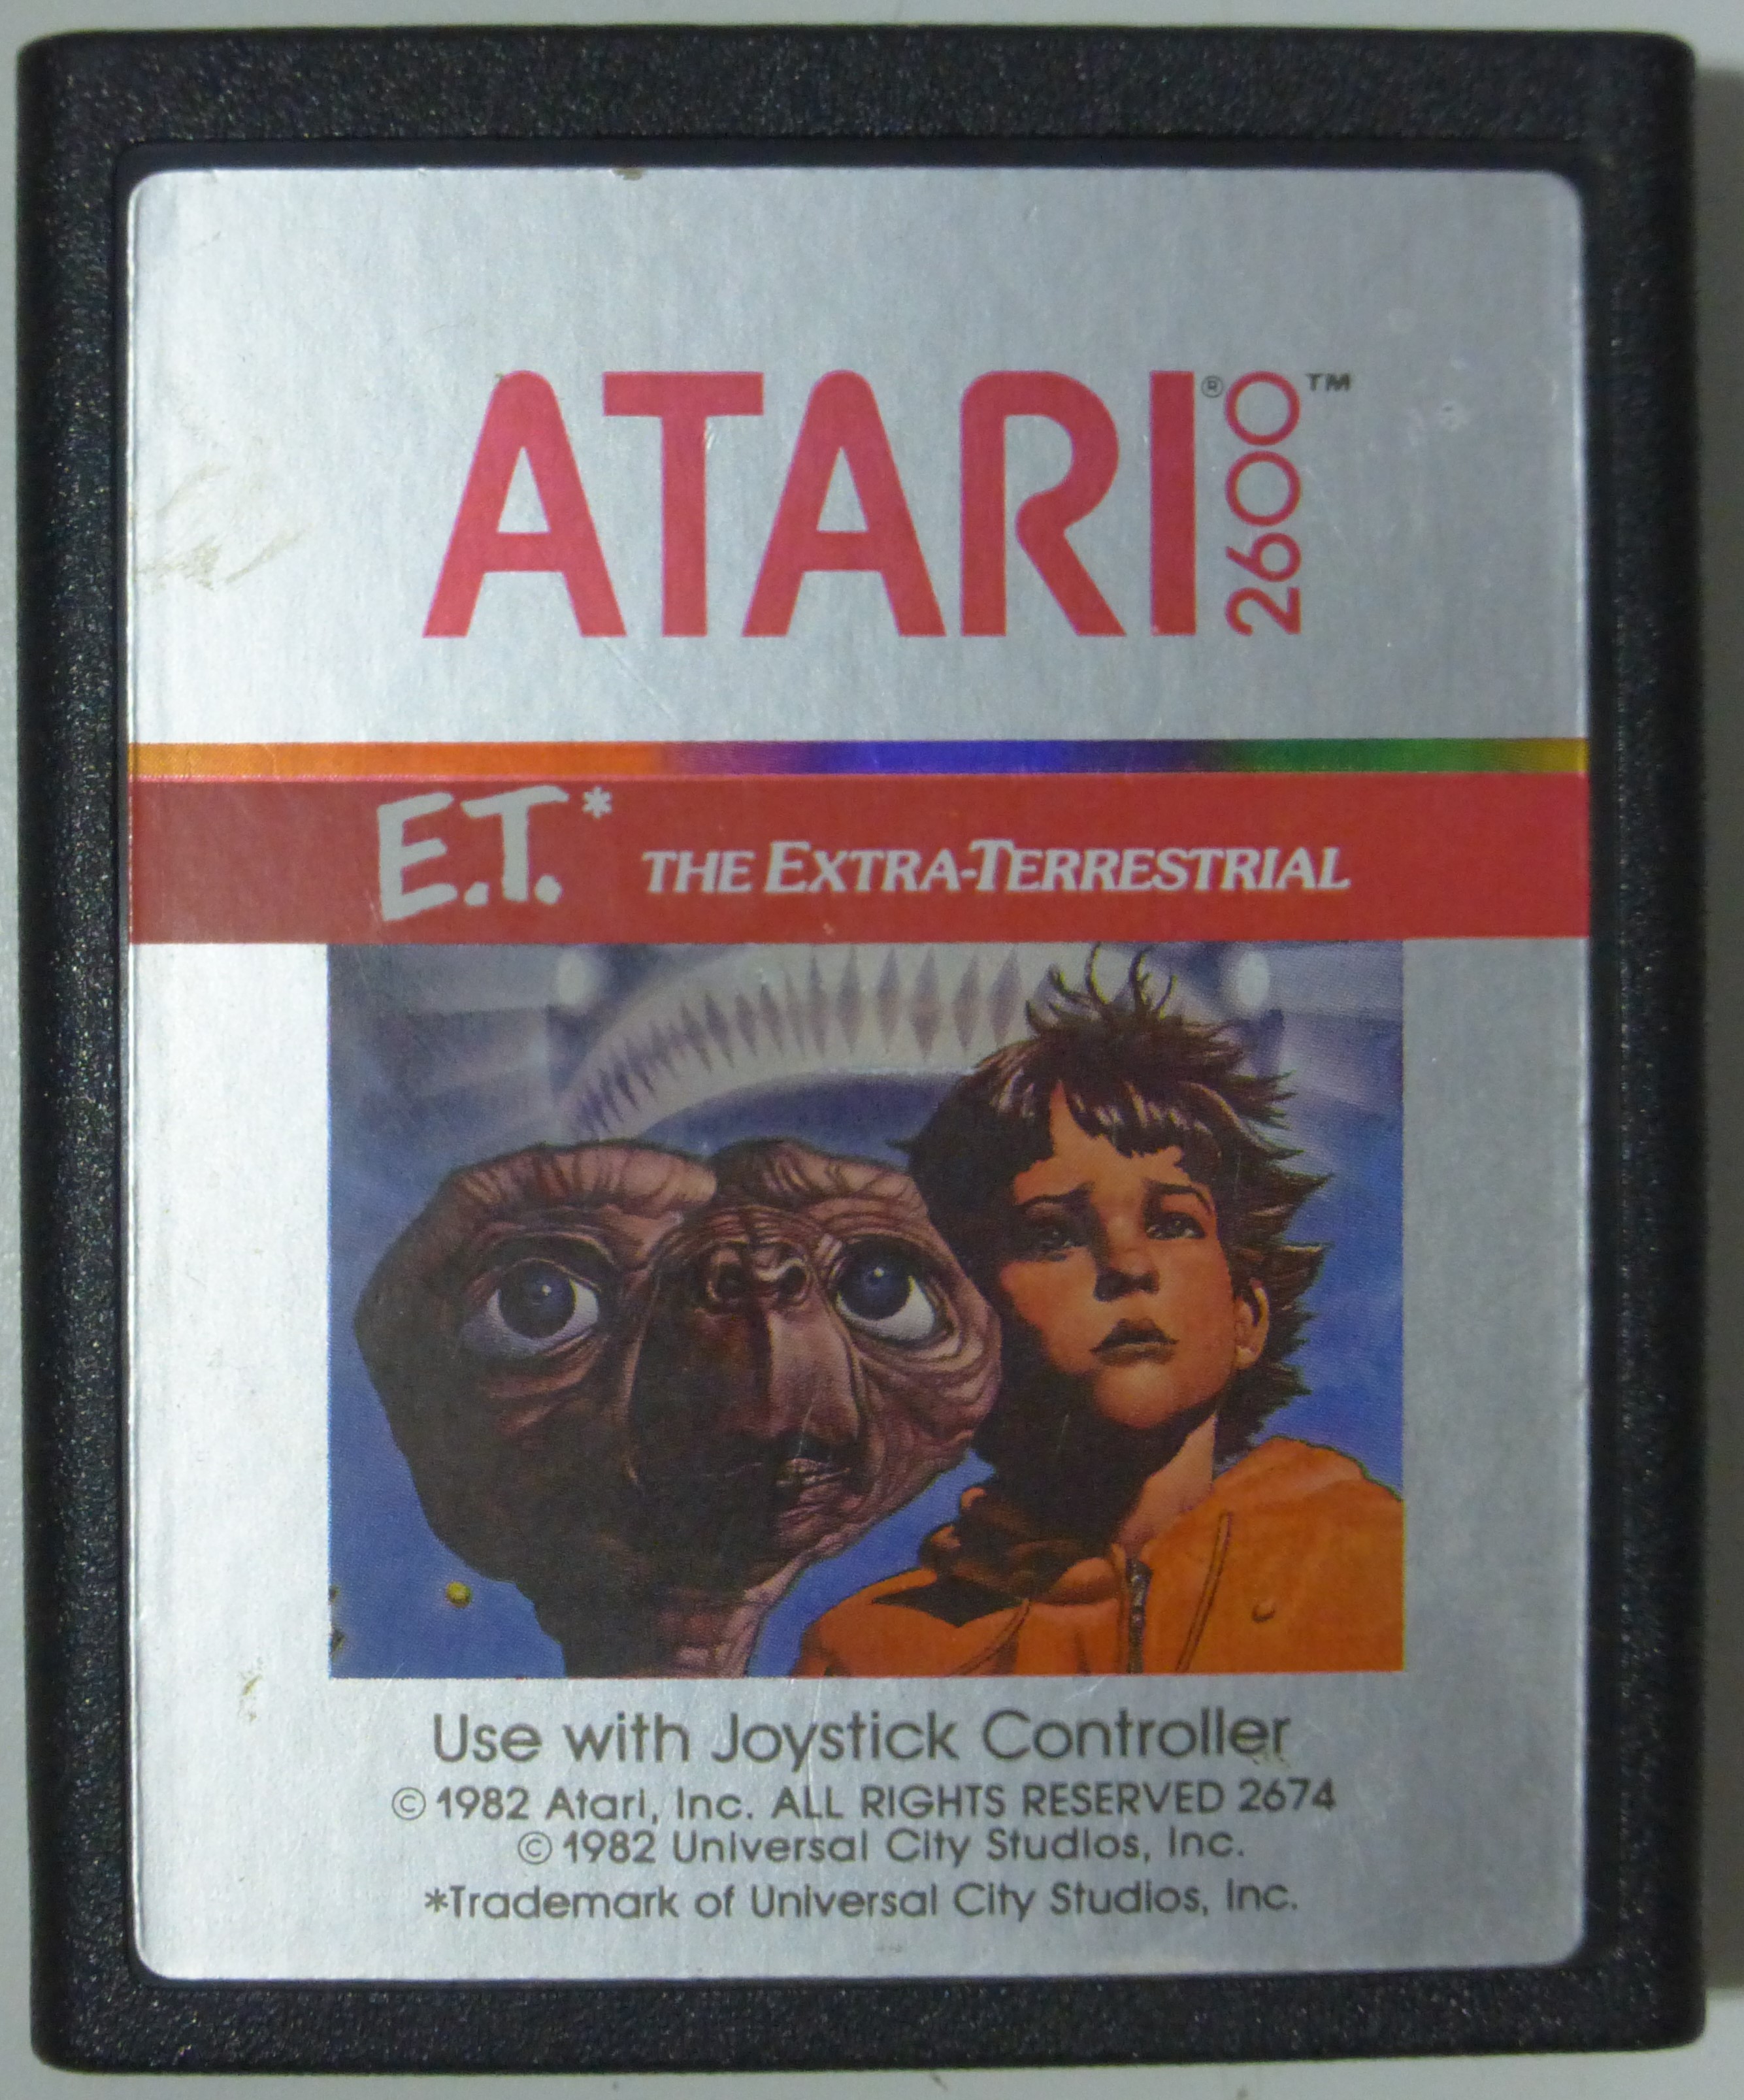 ATARI® 2600™
E.T.* THE EXTRA-TERRESTRIAL
Use with Joystick Controller
© 1982 Atari, Inc. ALL RIGHTS RESERVED 2674
© 1982 Universal City Studios, Inc.
*Trademark of Universal City Studios, Inc.